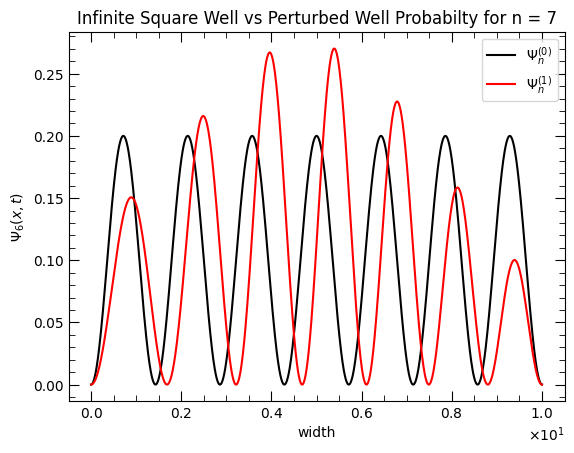 Infinite Square Well vs Perturbed Well Probabilty for n = 7
Ψₙ⁽⁰⁾
Ψₙ⁽¹⁾
Ψ₆(x, t)
0.25
0.20
0.15
0.10
0.05
0.00
0.0 0.2 0.4 0.6 0.8 1.0
×10¹
width